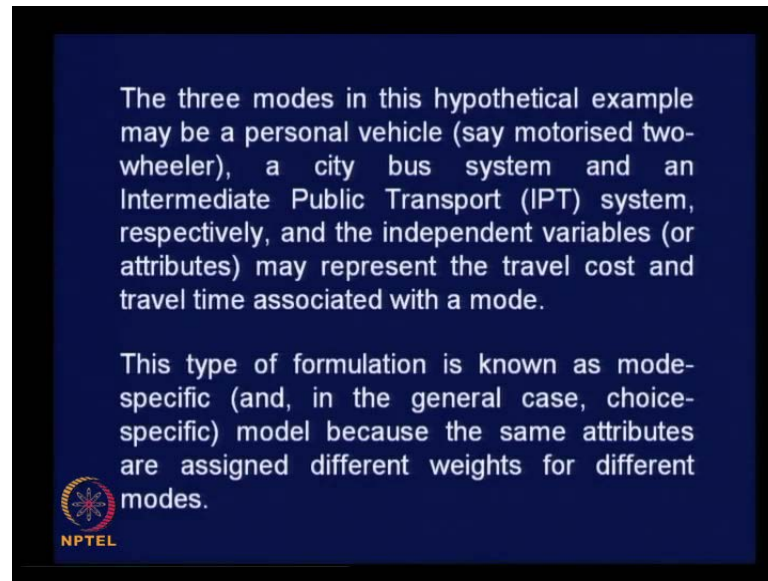 The three modes in this hypothetical example
may be a personal vehicle (say motorised two-
wheeler), a city bus system and an
Intermediate Public Transport (IPT) system,
respectively, and the independent variables (or
attributes) may represent the travel cost and
travel time associated with a mode.
This type of formulation is known as mode-
specific (and, in the general case, choice-
specific) model because the same attributes
are assigned different weights for different
modes.
NPTEL